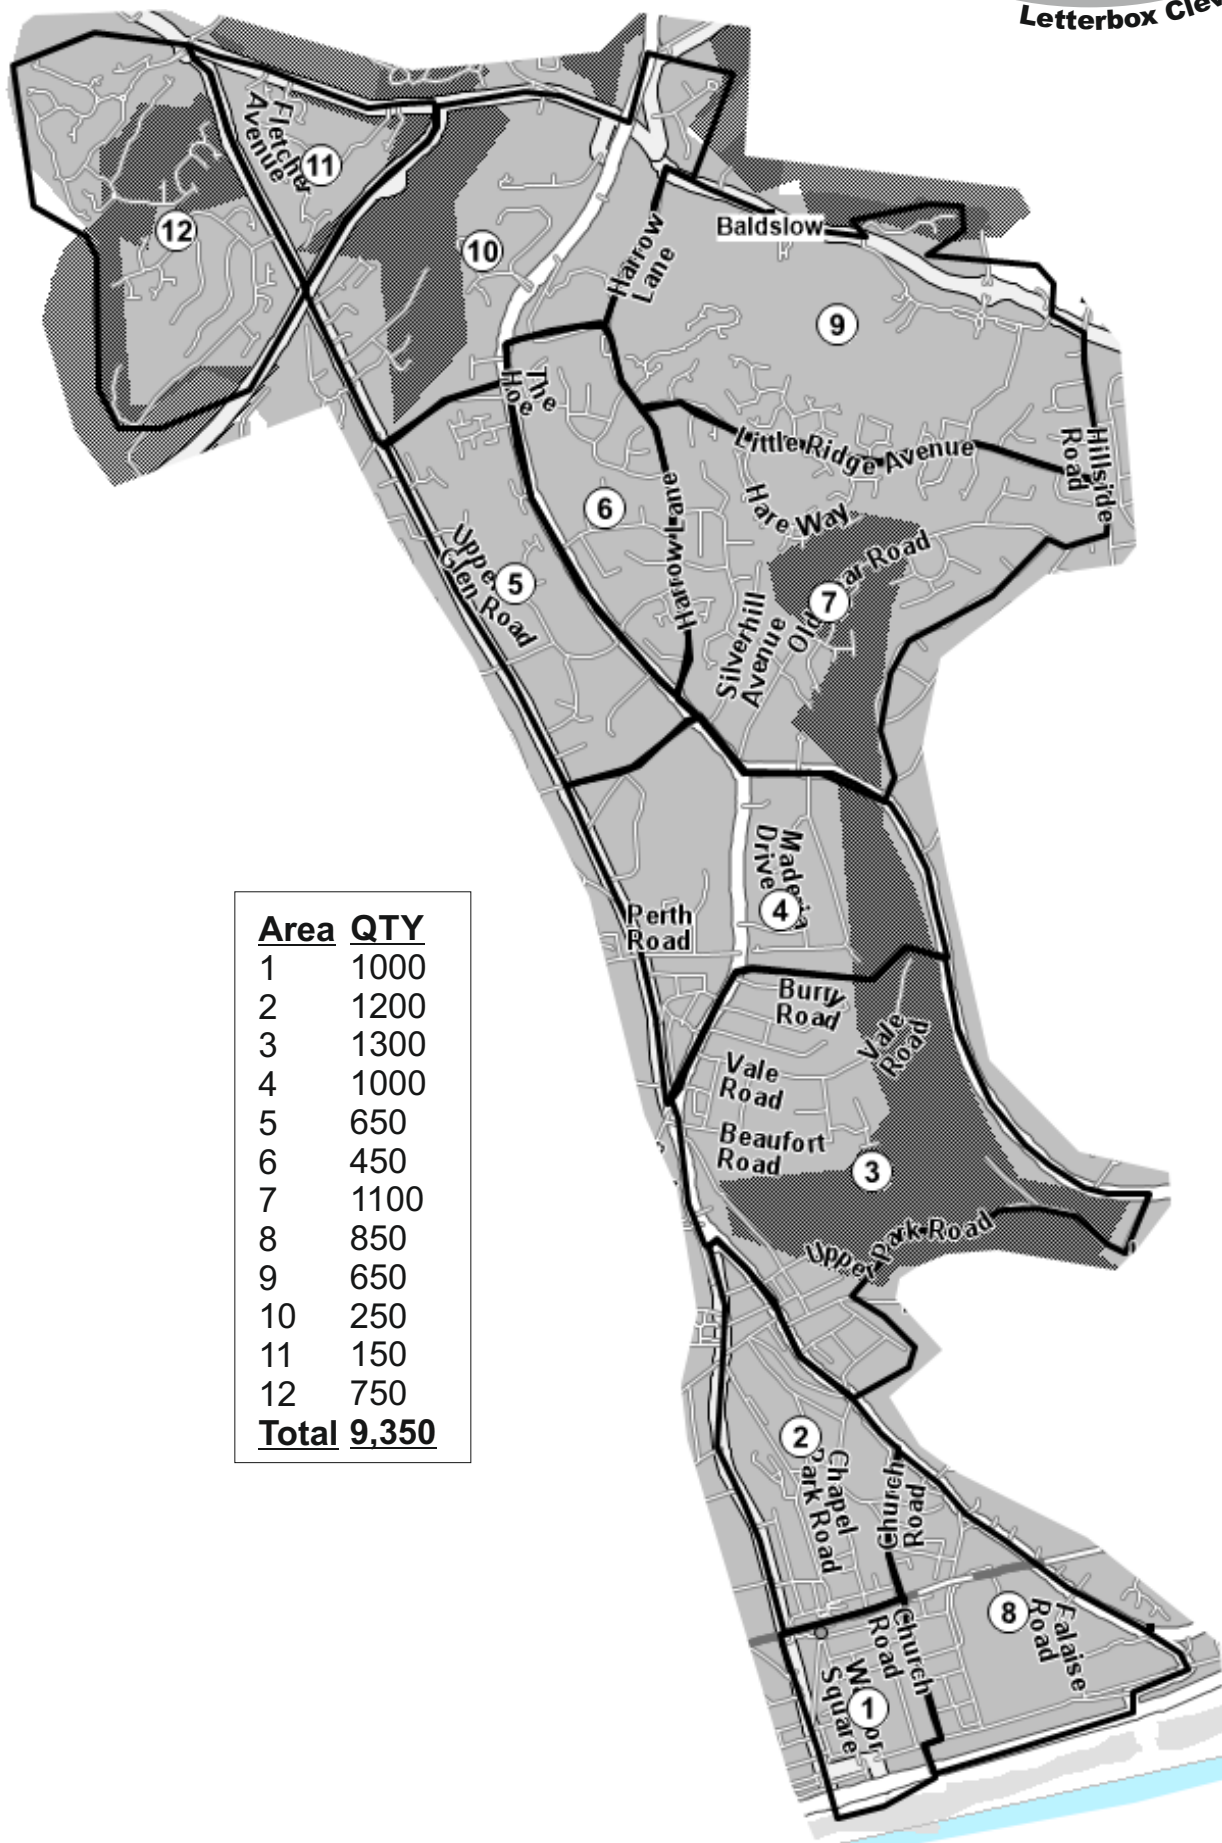 Letterbox Clev
Fletcher
Avenue
11
12
10
Harrow
Lane
Baldslow
9
The
Hoe
Little Ridge Avenue
Hillside
Road
6
Harrow Lane
Hare Way
Upper
Glen Road
5
Silverhill
Avenue
Old Road
7
Maderia
Drive
4
Perth
Road
Burry
Road
Vale
Road
Vale
Road
Beaufort
Road
3
Upper Park Road
Area QTY
1 1000
2 1200
3 1300
4 1000
5 650
6 450
7 1100
8 850
9 650
10 250
11 150
12 750
Total 9,350
2
Chapel
Park Road
Church
Road
8
Falaise
Road
Church
Road
Square
1